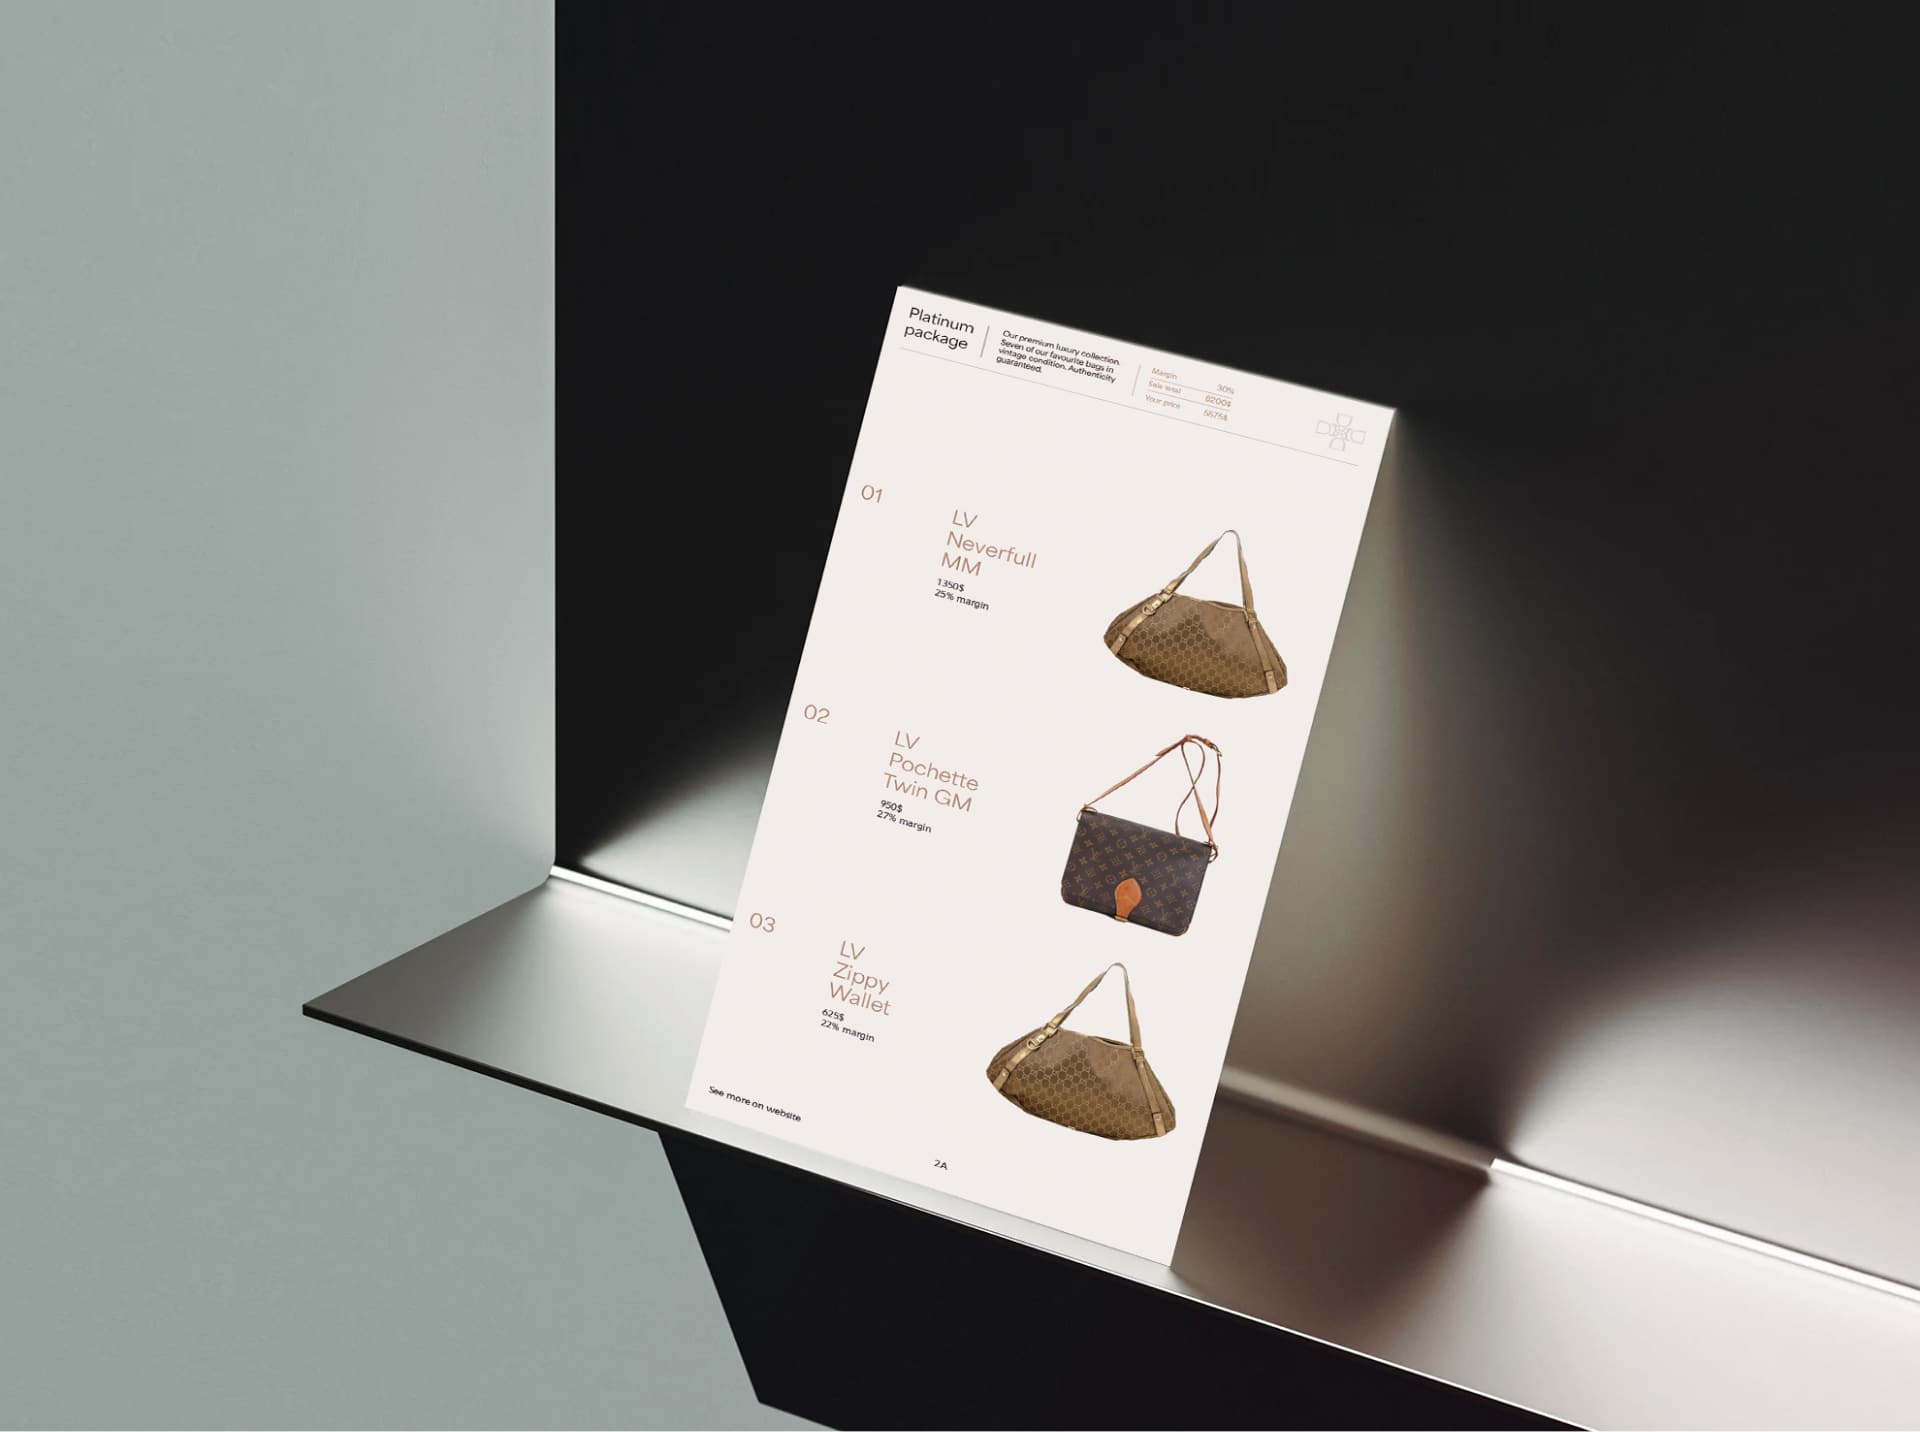 Platinum
package
Our premium luxury collection.
Seven of our favourite bags in
vintage condition. Authenticity
guaranteed.
Margin 30%
Sale total 8200$
Your price 5575$
01
LV
Neverfull
MM
1350$
25% margin
02
LV
Pochette
Twin GM
950$
27% margin
03
LV
Zippy
Wallet
625$
22% margin
See more on website
2A